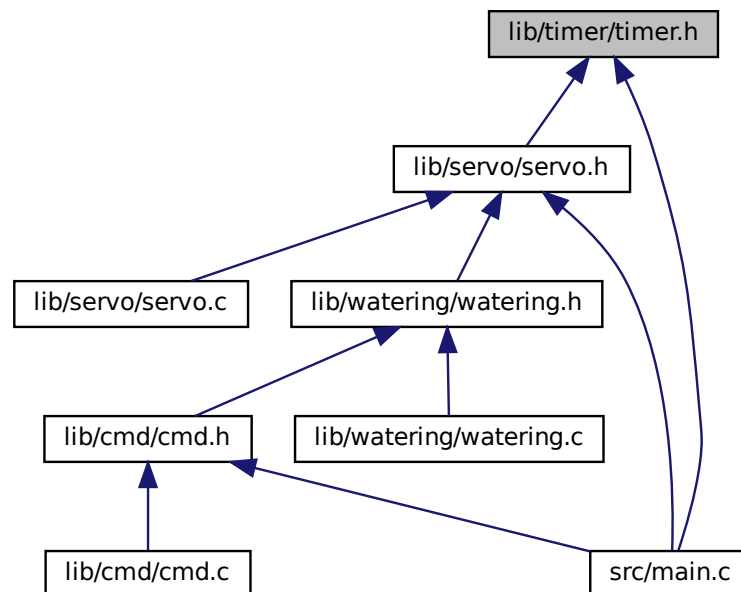 lib/timer/timer.h
lib/servo/servo.h
lib/servo/servo.c
lib/watering/watering.h
lib/cmd/cmd.h
lib/watering/watering.c
lib/cmd/cmd.c
src/main.c